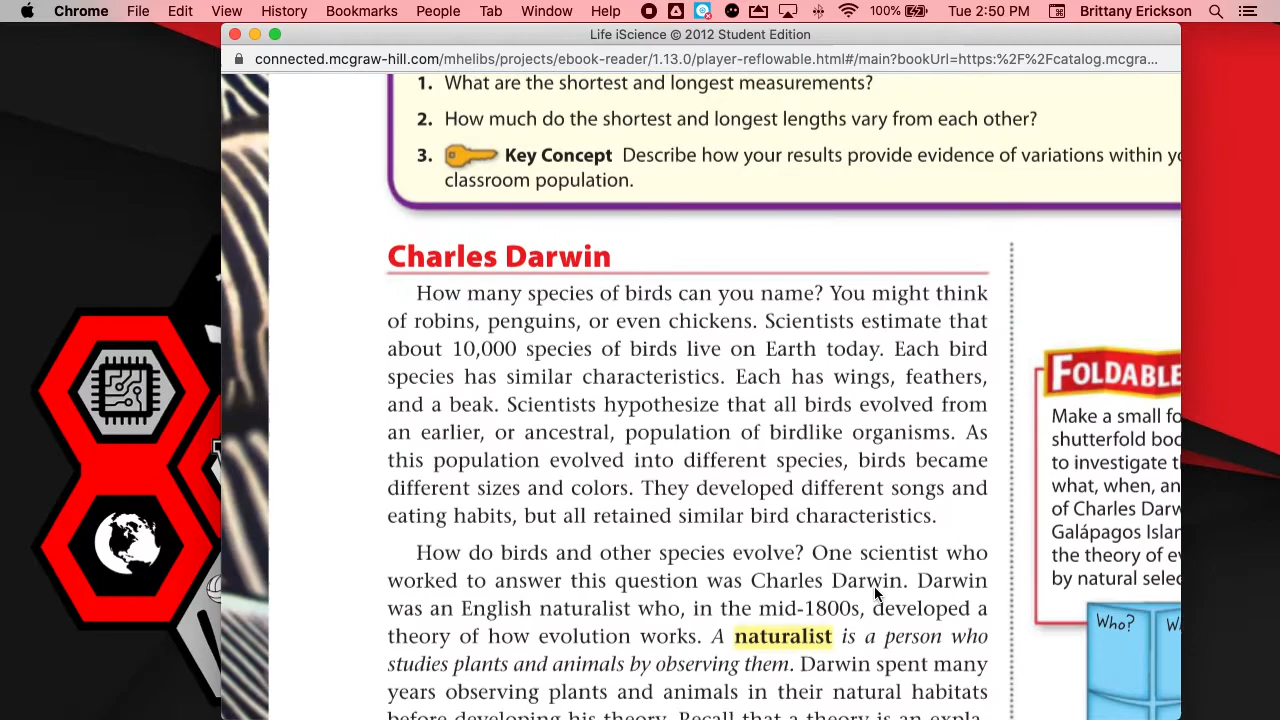 Chrome File Edit View History Bookmarks People Tab Window Help 100% Tue 2:50 PM Brittany Erickson
Life iScience © 2012 Student Edition
connected.mcgraw-hill.com/mhelibs/projects/ebook-reader/1.13.0/player-reflowable.html#/main?bookUrl=https:%2F%2Fcatalog.mcgra...
1. What are the shortest and longest measurements?
2. How much do the shortest and longest lengths vary from each other?
3. Key Concept Describe how your results provide evidence of variations within yo
classroom population.
Charles Darwin
How many species of birds can you name? You might think
of robins, penguins, or even chickens. Scientists estimate that
about 10,000 species of birds live on Earth today. Each bird
species has similar characteristics. Each has wings, feathers,
and a beak. Scientists hypothesize that all birds evolved from
an earlier, or ancestral, population of birdlike organisms. As
this population evolved into different species, birds became
different sizes and colors. They developed different songs and
eating habits, but all retained similar bird characteristics.
How do birds and other species evolve? One scientist who
worked to answer this question was Charles Darwin. Darwin
was an English naturalist who, in the mid-1800s, developed a
theory of how evolution works. A naturalist is a person who
studies plants and animals by observing them. Darwin spent many
years observing plants and animals in their natural habitats
before developing his theory. Recall that a theory is an expla-
FOLDABLE
Make a small fo
shutterfold boo
to investigate t
what, when, an
of Charles Darw
Galápagos Islan
the theory of ev
by natural selec
Who? W